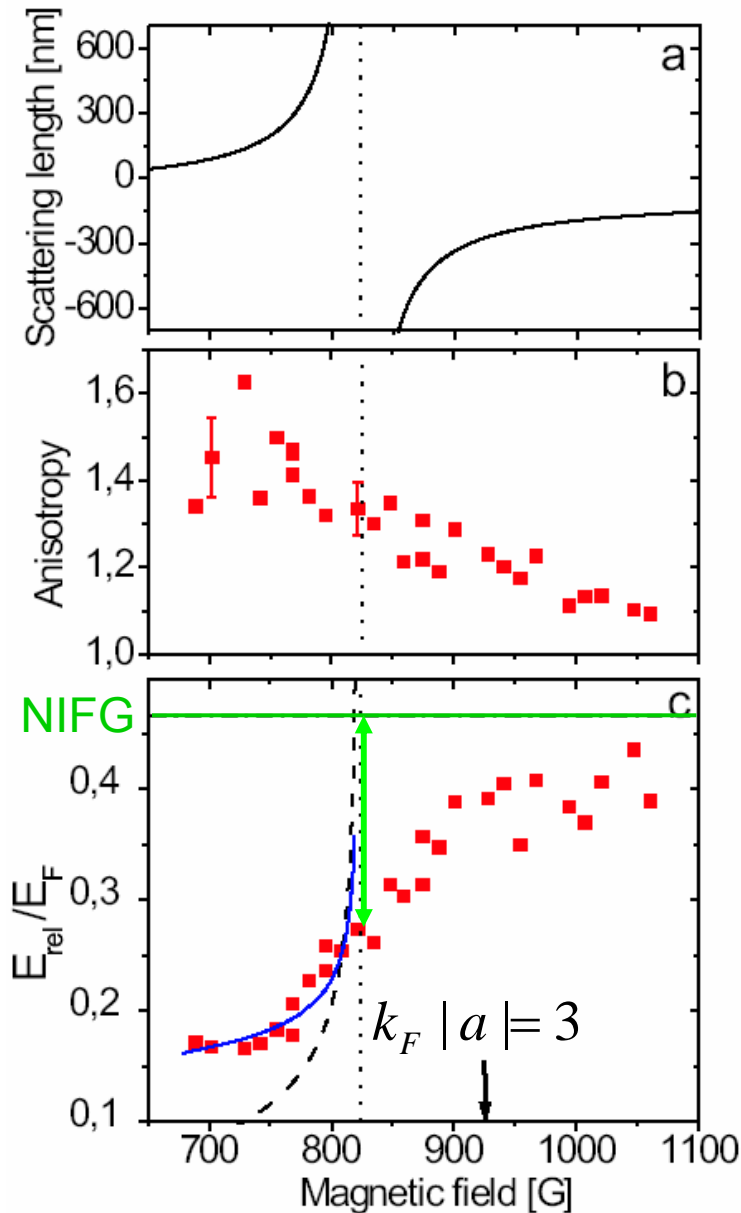 Scattering length [nm]
600
300
0
-300
-600
a
Anisotropy
1,6
1,4
1,2
1,0
b
NIFG
c
E_rel/E_F
0,4
0,3
0,2
0,1
k_F | a |= 3
700 800 900 1000 1100
Magnetic field [G]